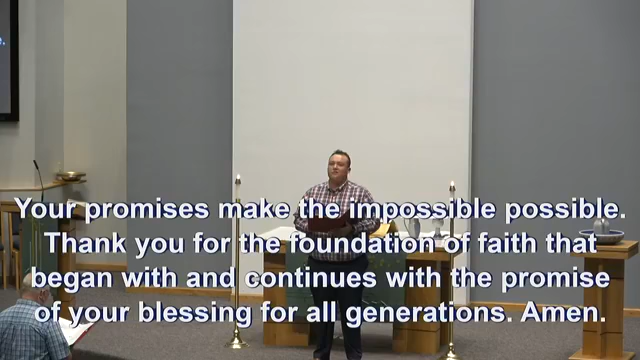 Your promises make the impossible possible.
Thank you for the foundation of faith that
began with and continues with the promise
of your blessing for all generations. Amen.